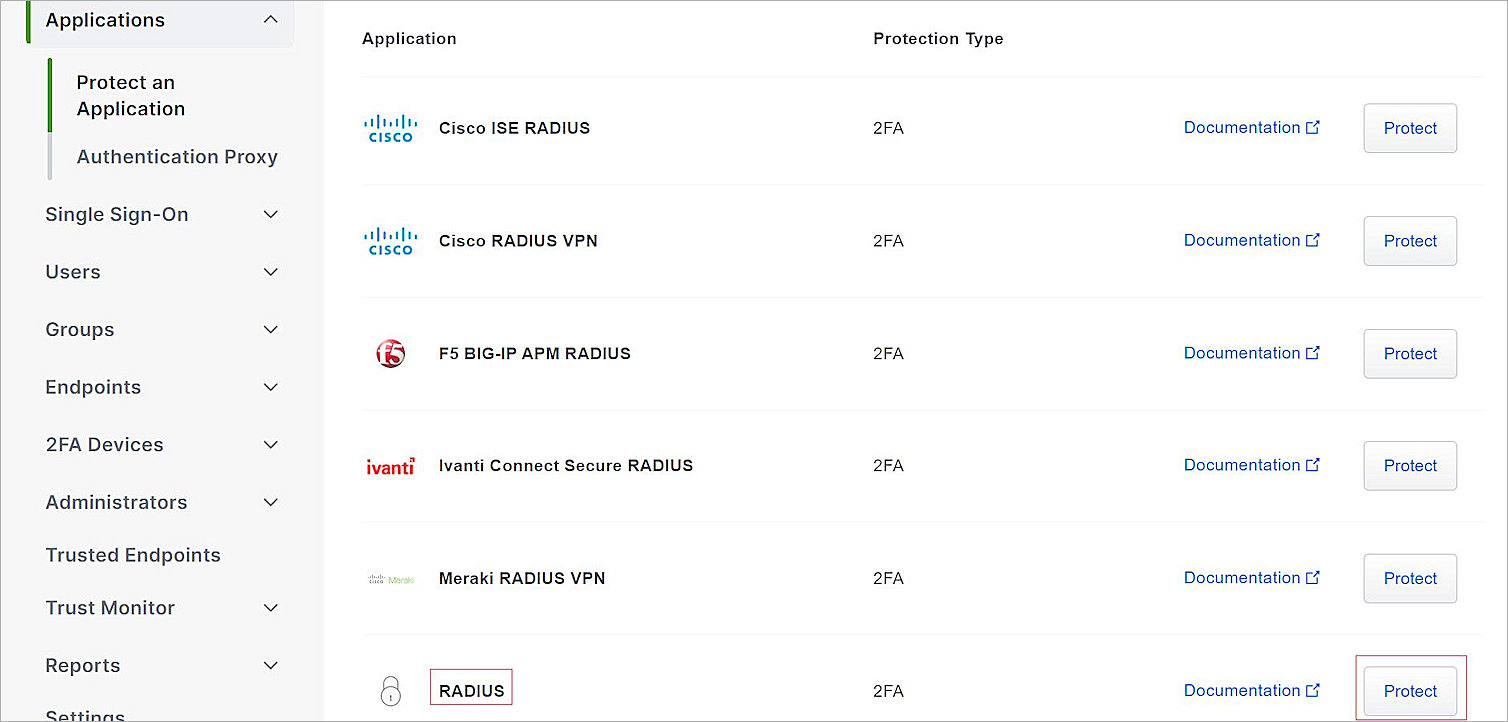 Applications
Protect an
Application
Authentication Proxy
Single Sign-On
Users
Groups
Endpoints
2FA Devices
Administrators
Trusted Endpoints
Trust Monitor
Reports
Settings
Application Protection Type
CISCO Cisco ISE RADIUS 2FA Documentation Protect
CISCO Cisco RADIUS VPN 2FA Documentation Protect
f5 F5 BIG-IP APM RADIUS 2FA Documentation Protect
ivanti Ivanti Connect Secure RADIUS 2FA Documentation Protect
cisco Meraki Meraki RADIUS VPN 2FA Documentation Protect
RADIUS 2FA Documentation Protect